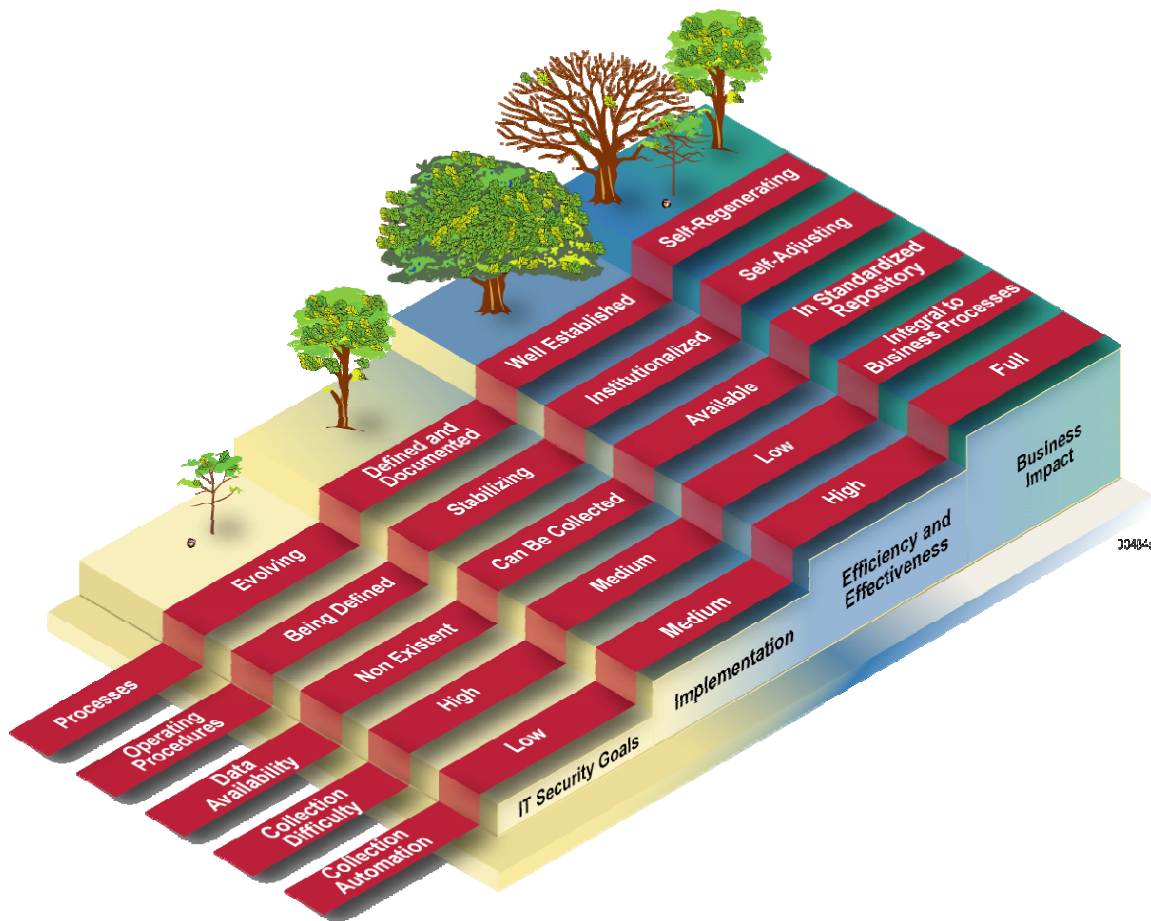 Self-Regenerating
Self-Adjusting
In Standardized
Repository
Integral to
Business Processes
Full
Well Established
Institutionalized
Available
Low
High
Defined and
Documented
Stabilizing
Can Be Collected
Medium
Medium
Evolving
Being Defined
Non Existent
High
Low
Processes
Operating
Procedures
Data
Availability
Collection
Difficulty
Collection
Automation
IT Security Goals
Implementation
Efficiency and
Effectiveness
Business
Impact